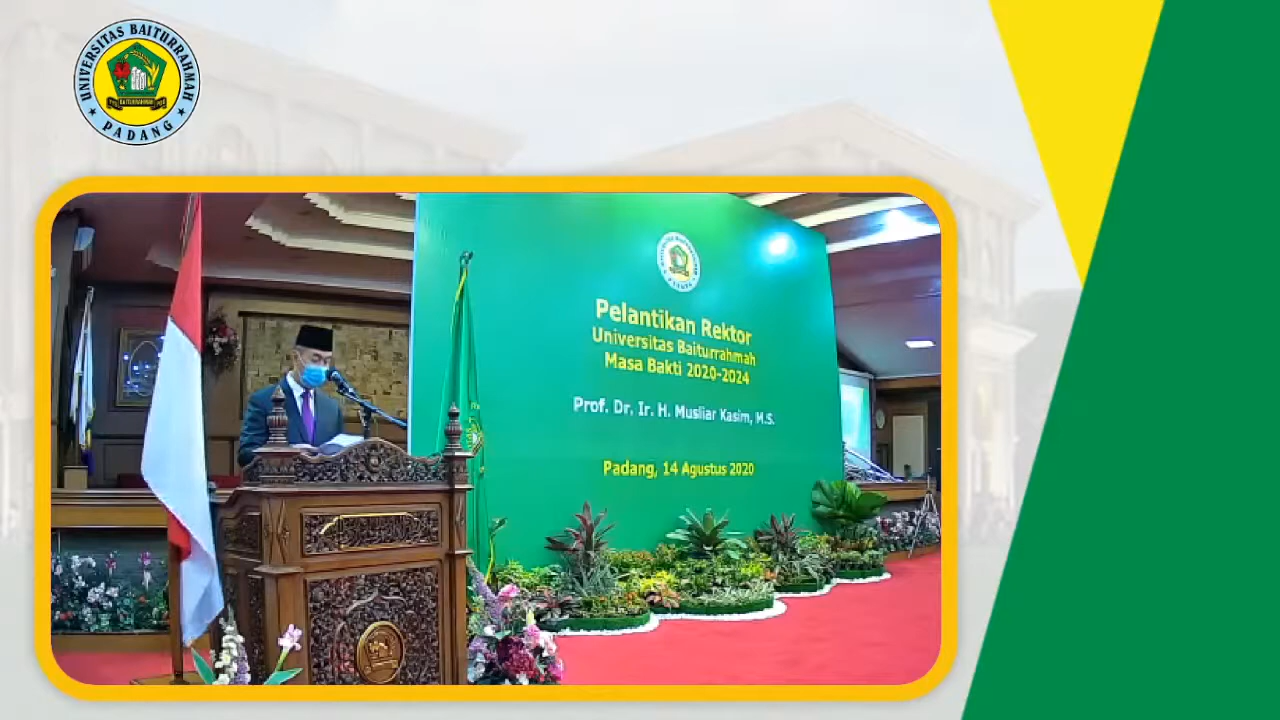 UNIVERSITAS BAITURRAHMAH
BAITURRAHMAH
PADANG
Pelantikan Rektor
Universitas Baiturrahmah
Masa Bakti 2020-2024
Prof. Dr. Ir. H. Musliar Kasim, M.S.
Padang, 14 Agustus 2020